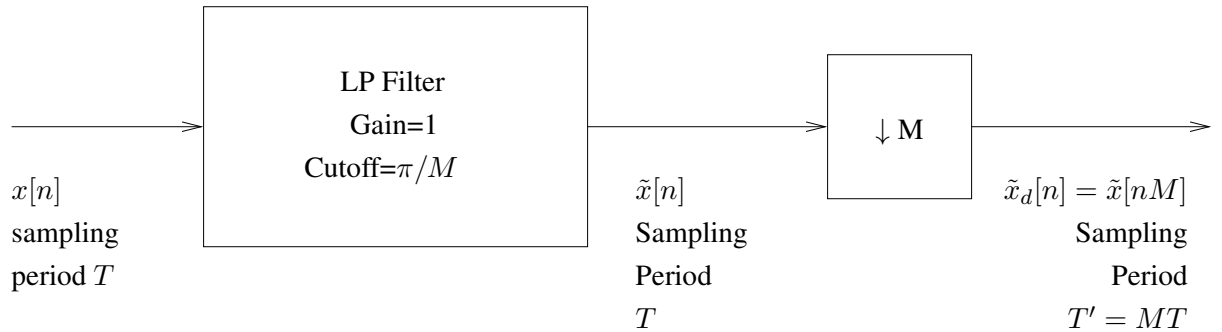 LP Filter
Gain=1
Cutoff=π/M
↓ M
x[n]
sampling
period T
x̃[n]
Sampling
Period
T
x̃_d[n] = x̃[nM]
Sampling
Period
T′ = MT